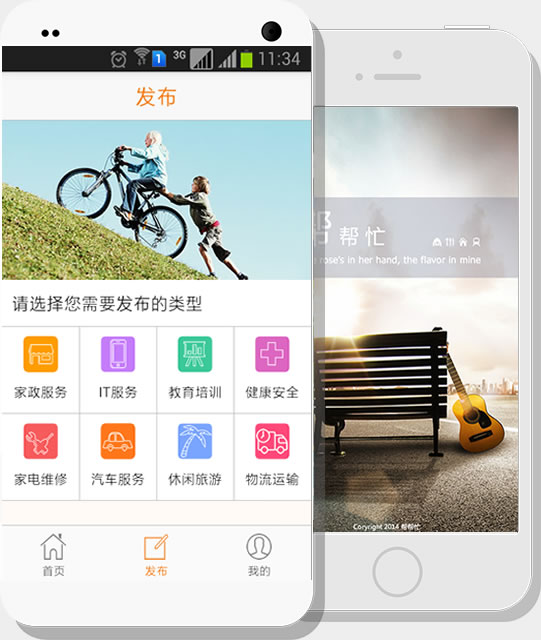 3G
1
11:34
发布
请选择您需要发布的类型
家政服务
IT服务
教育培训
健康安全
家电维修
汽车服务
休闲旅游
物流运输
首页
发布
我的
帮 帮忙
rose's in her hand, the flavor in mine
Coryright 2014 帮帮忙